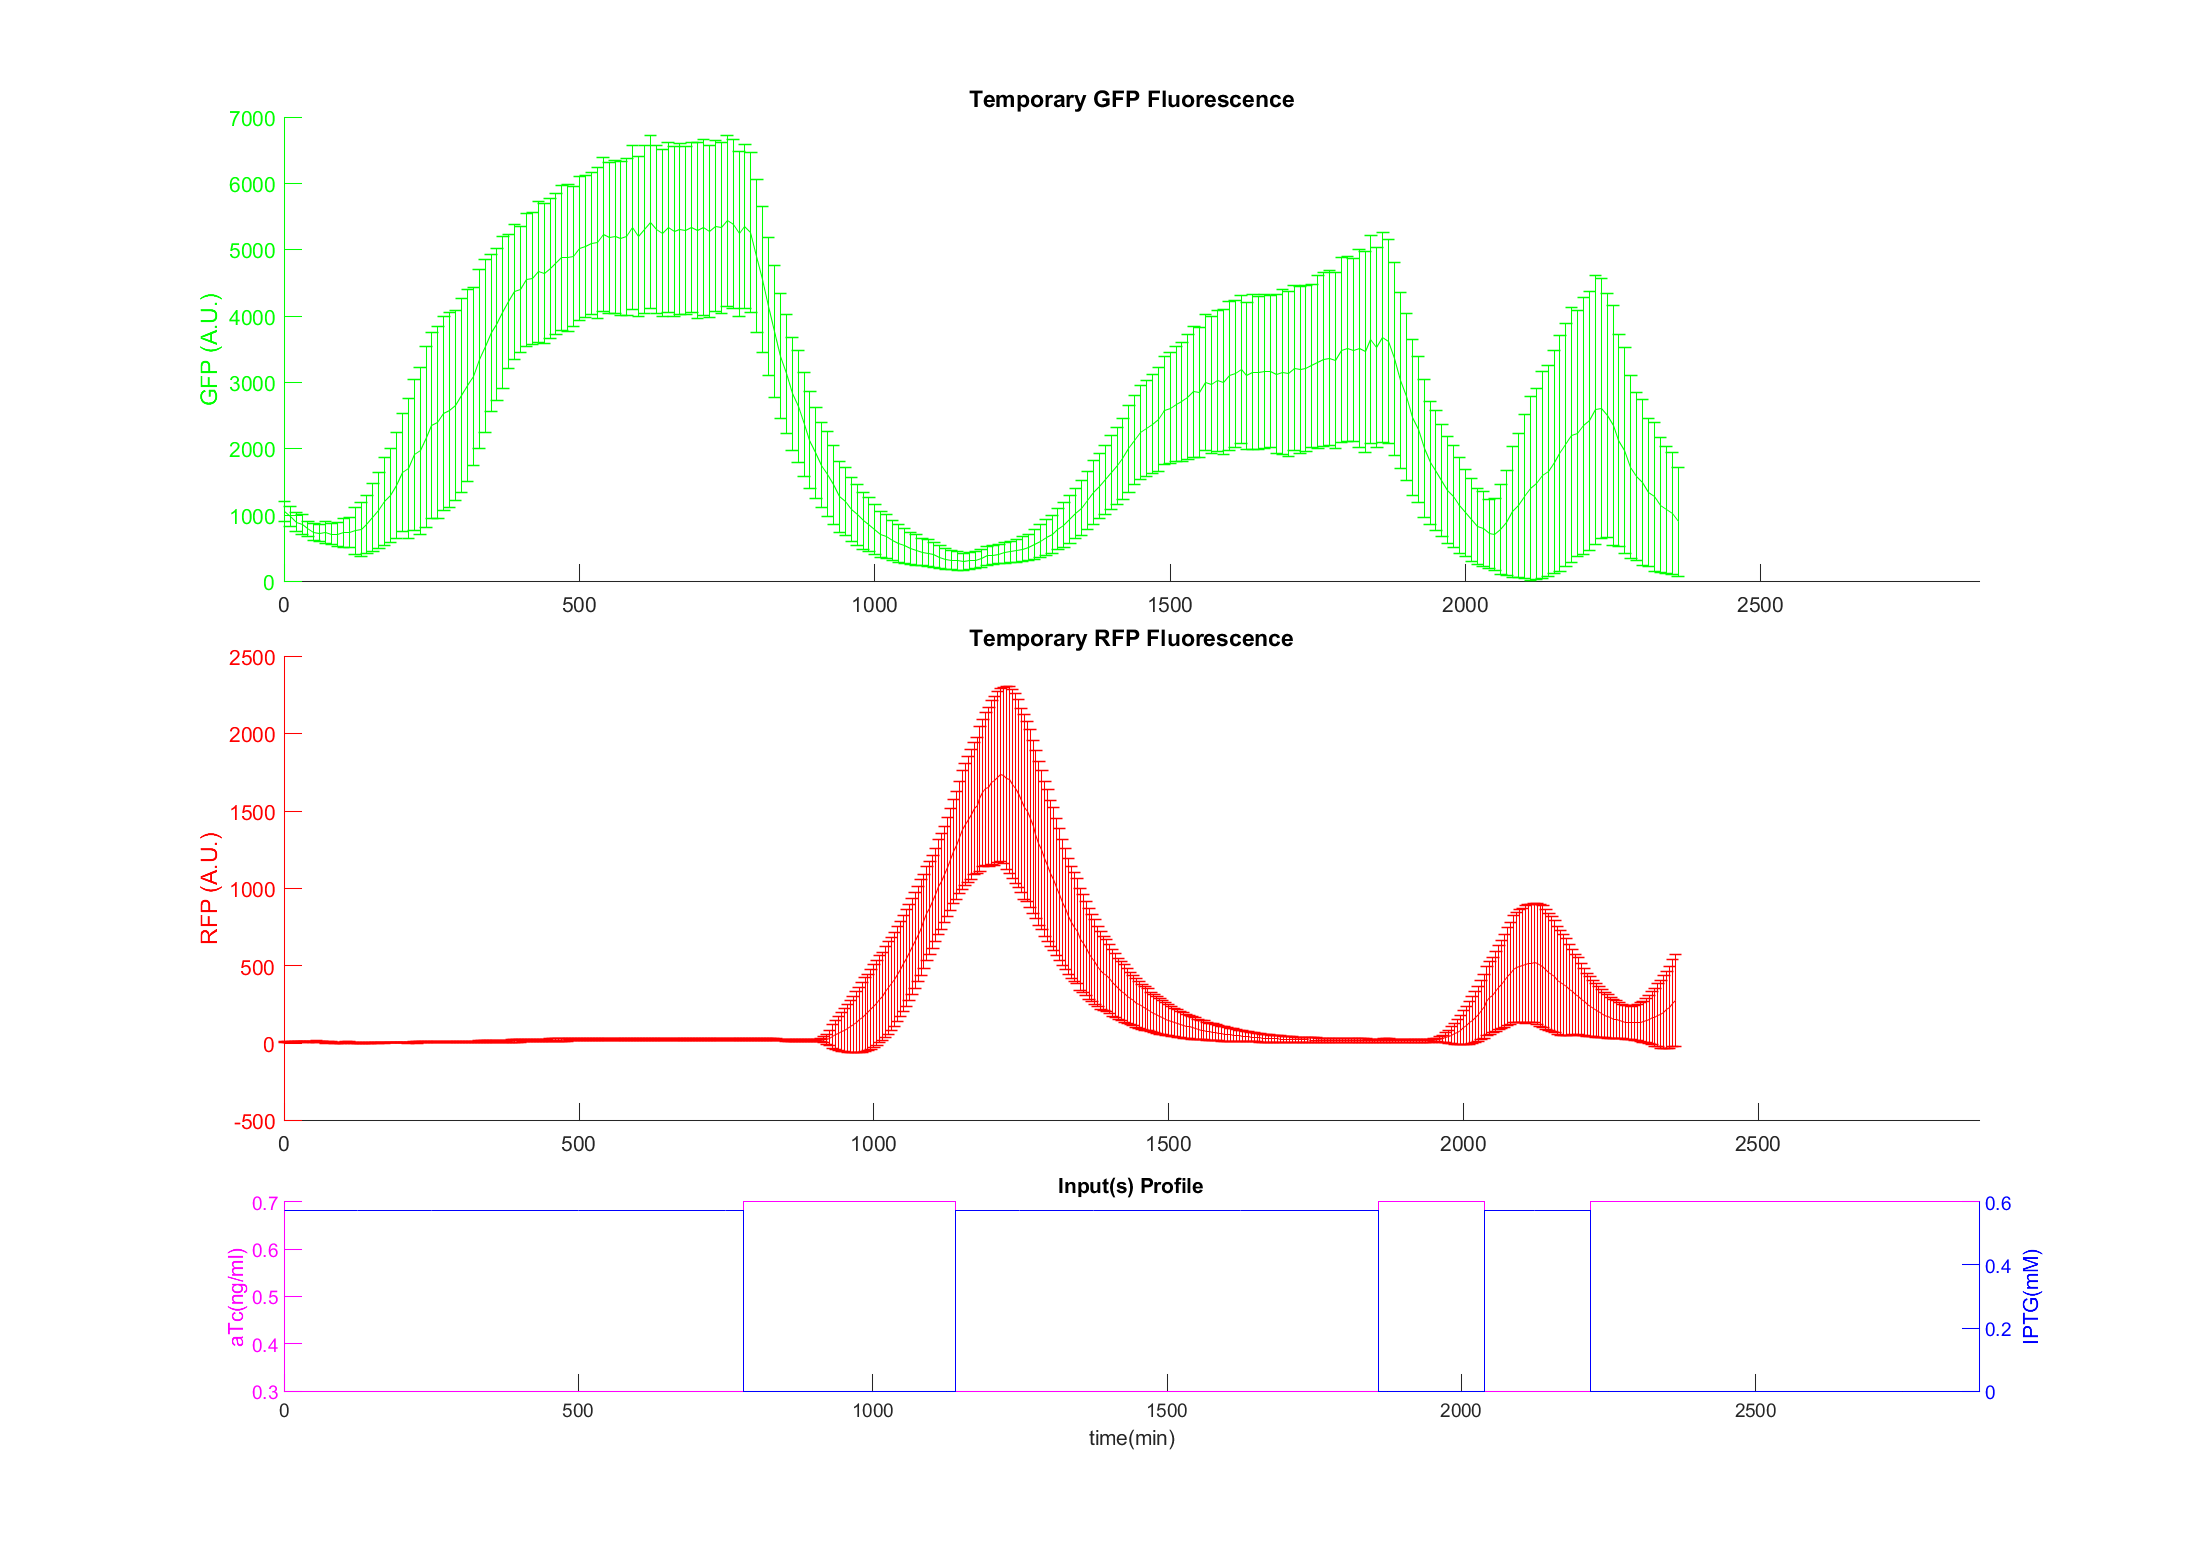 Temporary GFP Fluorescence
7000
6000
5000
4000
3000
2000
1000
0
GFP (A.U.)
0 500 1000 1500 2000 2500
Temporary RFP Fluorescence
2500
2000
1500
1000
500
0
-500
RFP (A.U.)
0 500 1000 1500 2000 2500
Input(s) Profile
0.7
0.6
0.5
0.4
0.3
aTc(ng/ml)
0.6
0.4
0.2
0
IPTG(mM)
0 500 1000 1500 2000 2500
time(min)